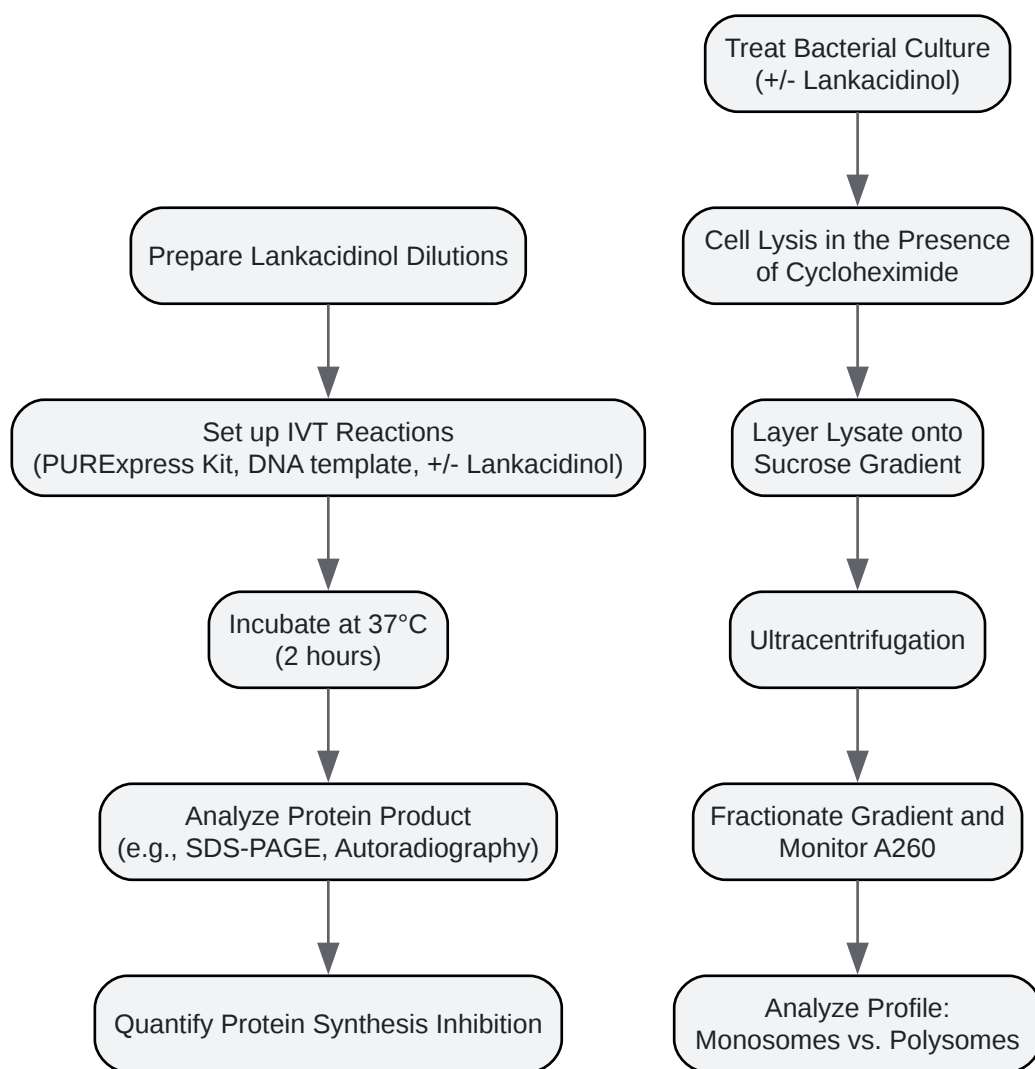 Prepare Lankacidinol Dilutions
Set up IVT Reactions
(PURExpress Kit, DNA template, +/- Lankacidinol)
Incubate at 37°C
(2 hours)
Analyze Protein Product
(e.g., SDS-PAGE, Autoradiography)
Quantify Protein Synthesis Inhibition
Treat Bacterial Culture
(+/- Lankacidinol)
Cell Lysis in the Presence
of Cycloheximide
Layer Lysate onto
Sucrose Gradient
Ultracentrifugation
Fractionate Gradient and
Monitor A260
Analyze Profile:
Monosomes vs. Polysomes